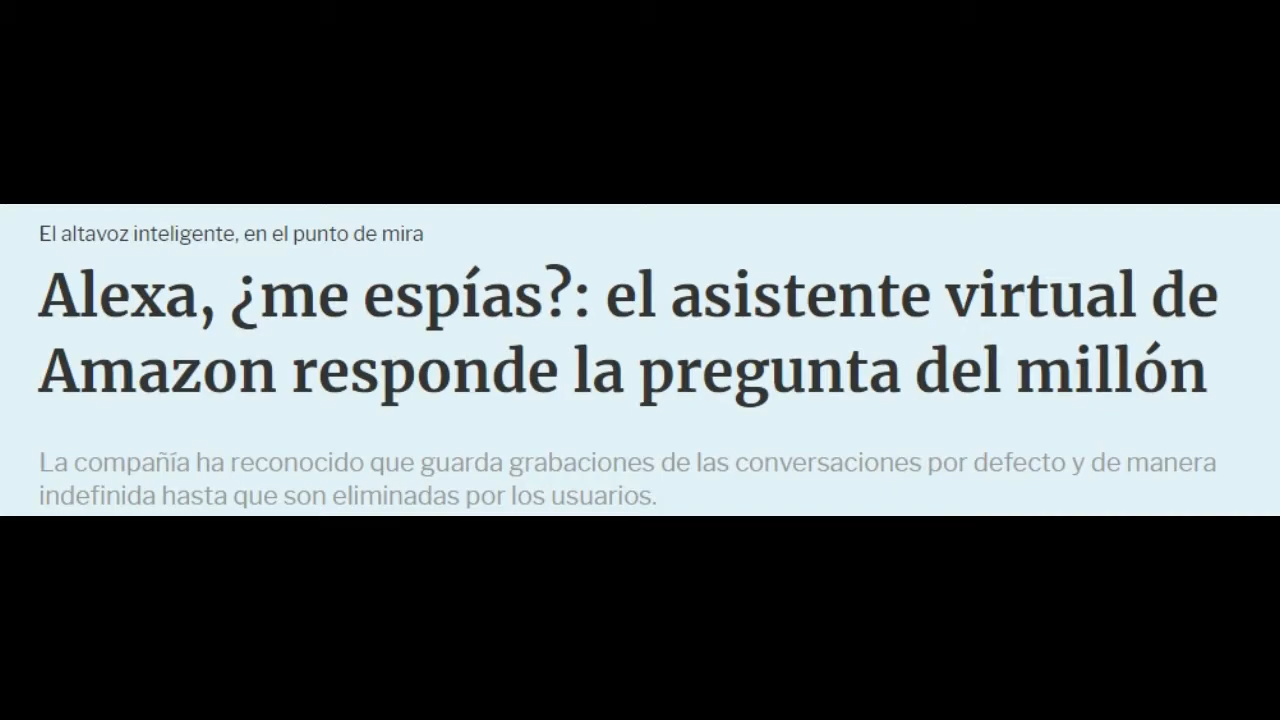 El altavoz inteligente, en el punto de mira
Alexa, ¿me espías?: el asistente virtual de
Amazon responde la pregunta del millón
La compañía ha reconocido que guarda grabaciones de las conversaciones por defecto y de manera
indefinida hasta que son eliminadas por los usuarios.